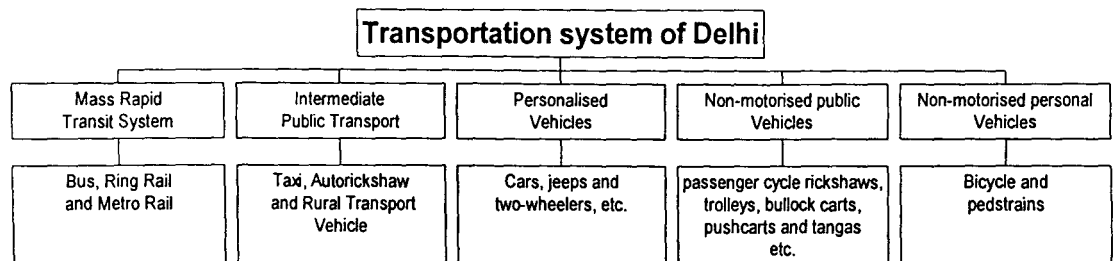 Transportation system of Delhi
Mass Rapid
Transit System
Intermediate
Public Transport
Personalised
Vehicles
Non-motorised public
Vehicles
Non-motorised personal
Vehicles
Bus, Ring Rail
and Metro Rail
Taxi, Autorickshaw
and Rural Transport
Vehicle
Cars, jeeps and
two-wheelers, etc.
passenger cycle rickshaws,
trolleys, bullock carts,
pushcarts and tangas
etc.
Bicycle and
pedstrains